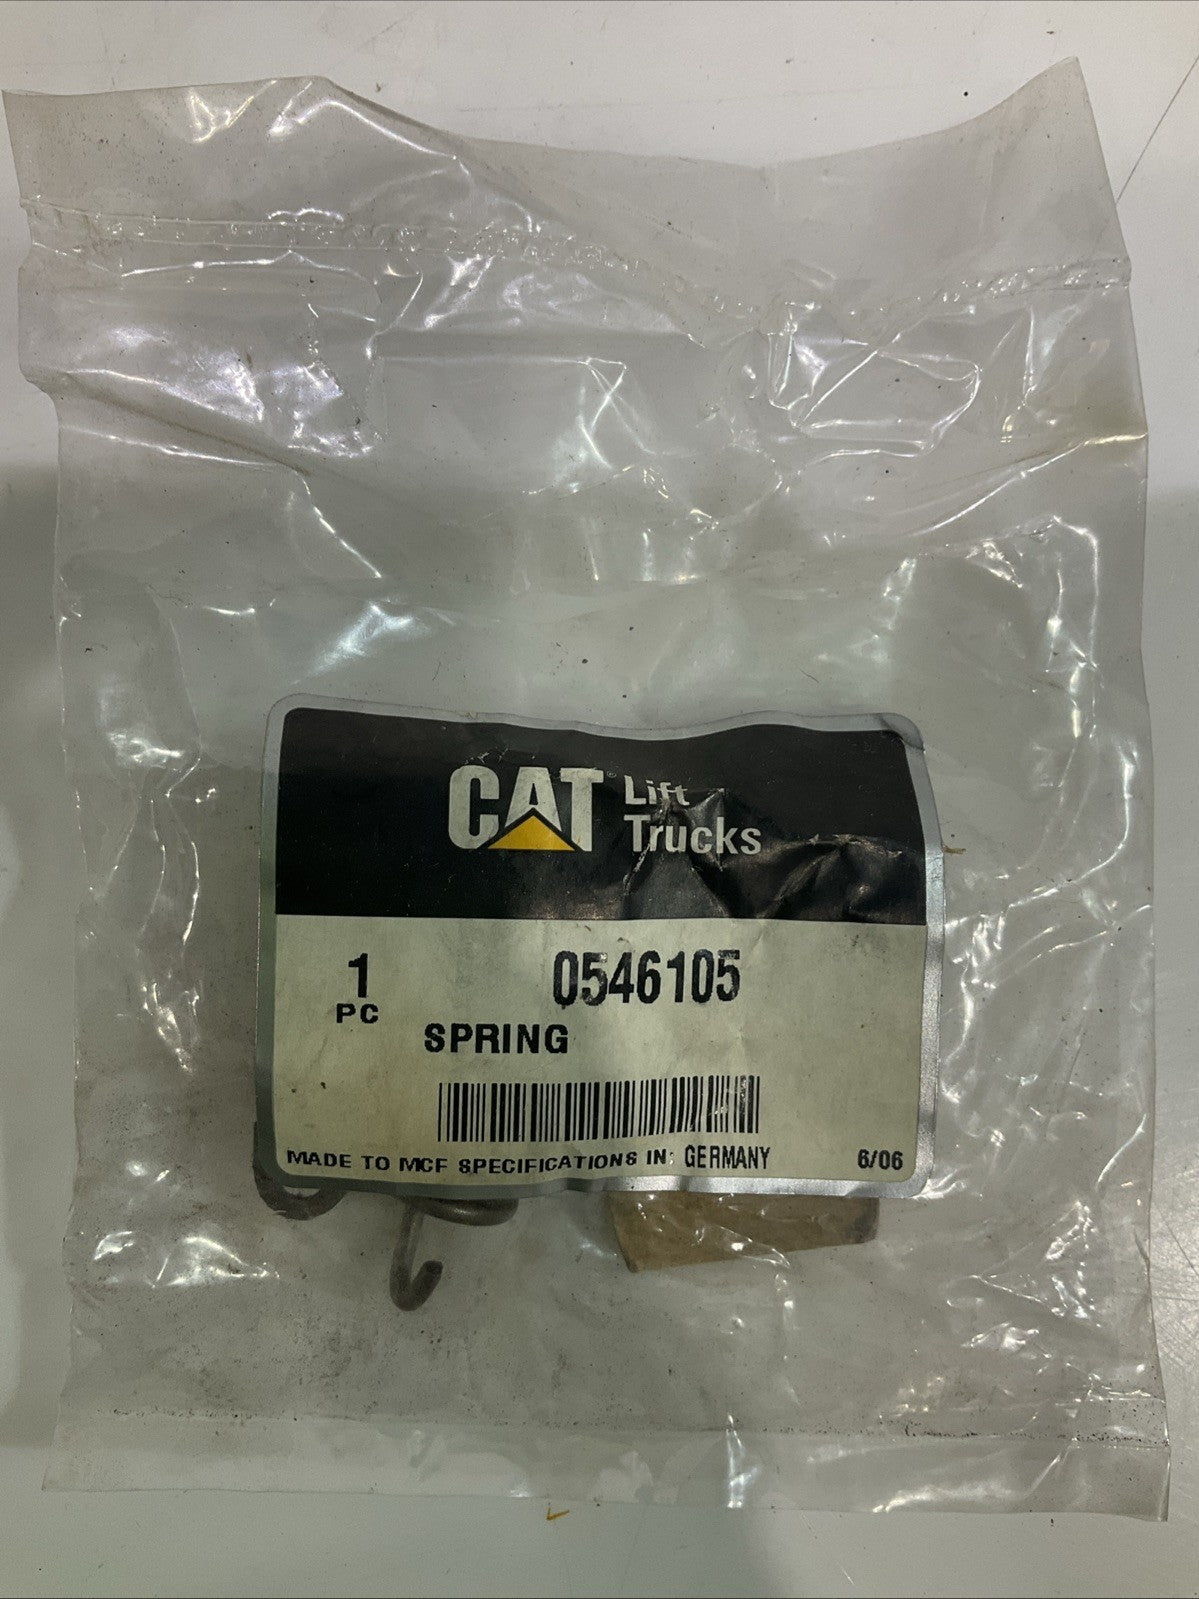 CAT® Lift
Trucks
1 0546105
PC
SPRING
MADE TO MCF SPECIFICATIONS IN: GERMANY 6/06